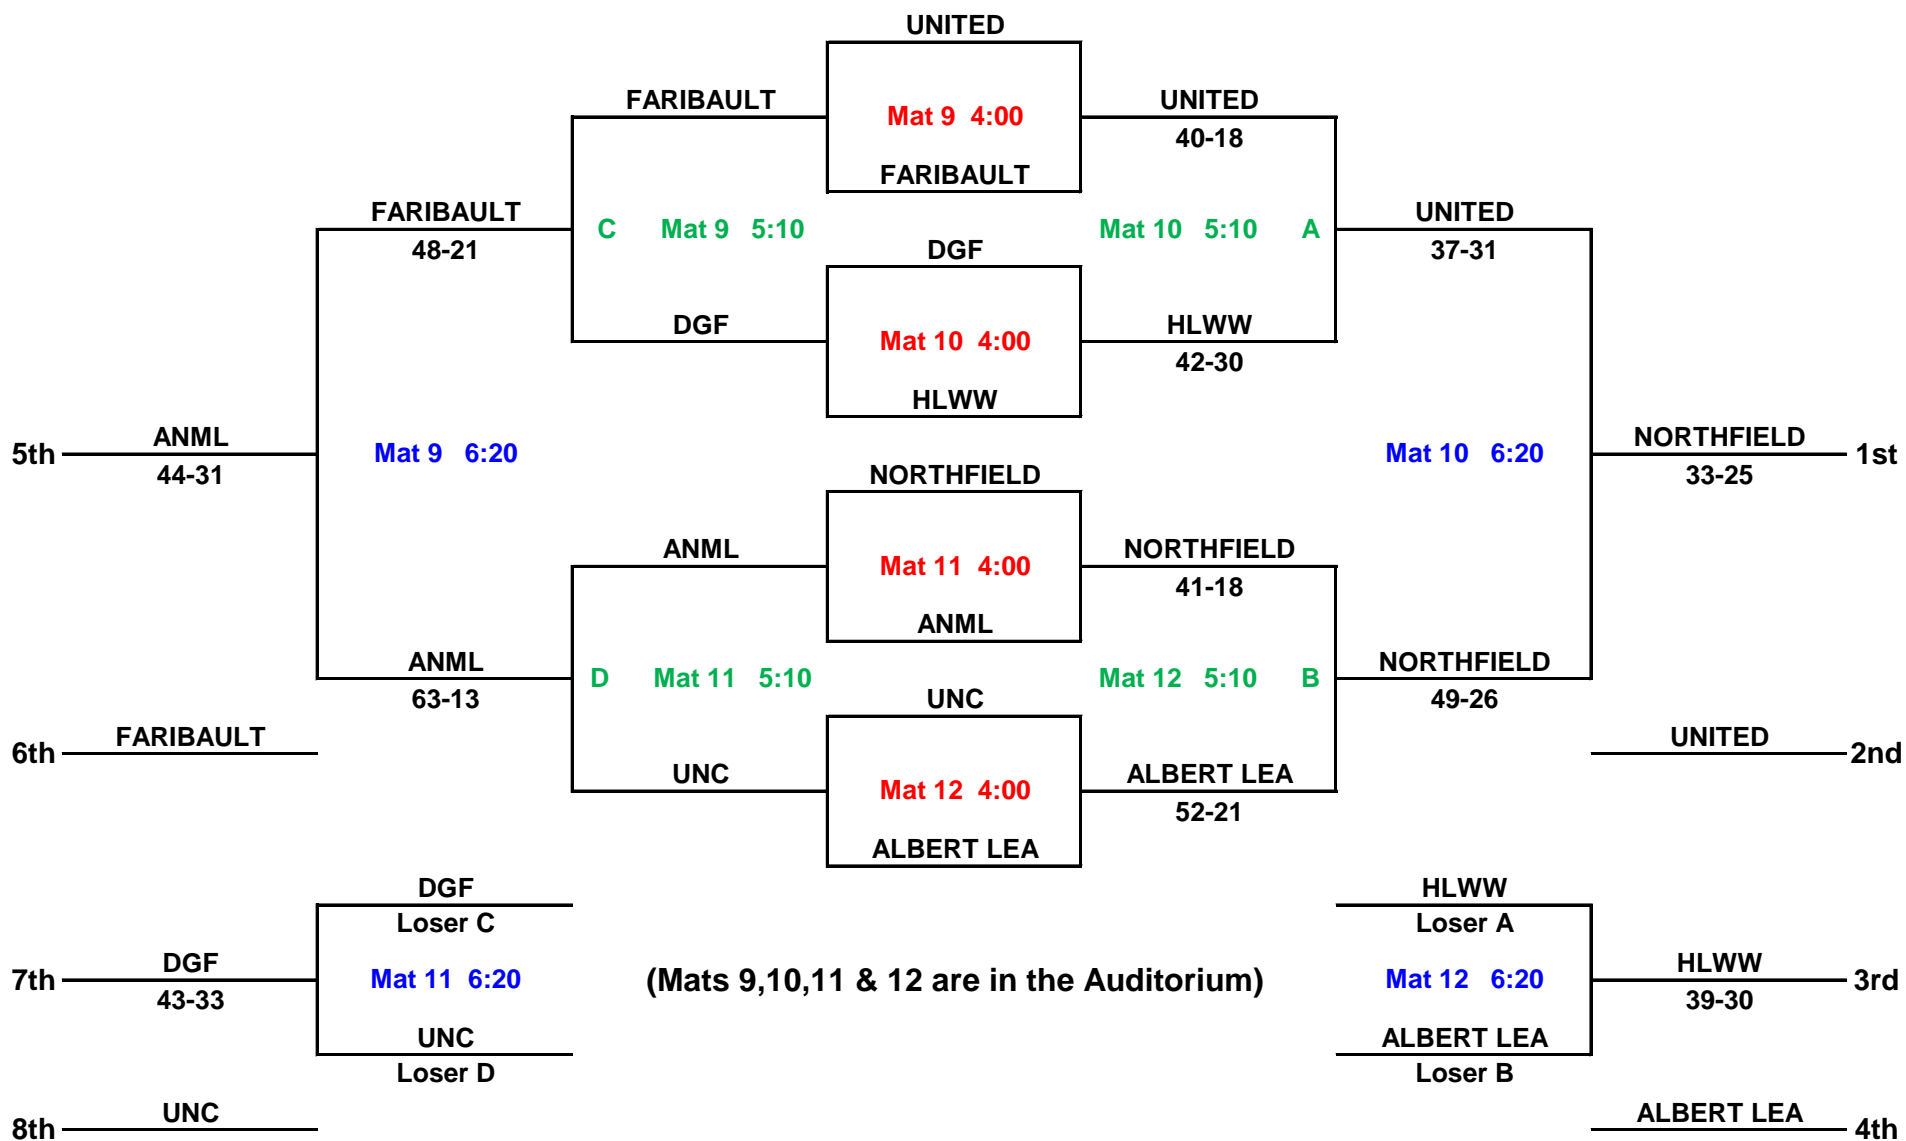 UNITED
FARIBAULT
UNITED
Mat 9 4:00
40-18
FARIBAULT
FARIBAULT
UNITED
C Mat 9 5:10
Mat 10 5:10 A
48-21
DGF
37-31
DGF
HLWW
Mat 10 4:00
42-30
HLWW
ANML
NORTHFIELD
5th
Mat 9 6:20
Mat 10 6:20
1st
44-31
NORTHFIELD
33-25
ANML
NORTHFIELD
Mat 11 4:00
41-18
ANML
ANML
NORTHFIELD
D Mat 11 5:10
Mat 12 5:10 B
63-13
UNC
49-26
FARIBAULT
UNITED
6th
2nd
UNC
ALBERT LEA
Mat 12 4:00
52-21
ALBERT LEA
DGF
HLWW
Loser C
Loser A
DGF
HLWW
7th
Mat 11 6:20
(Mats 9,10,11 & 12 are in the Auditorium)
Mat 12 6:20
3rd
43-33
39-30
UNC
ALBERT LEA
Loser D
Loser B
UNC
ALBERT LEA
8th
4th